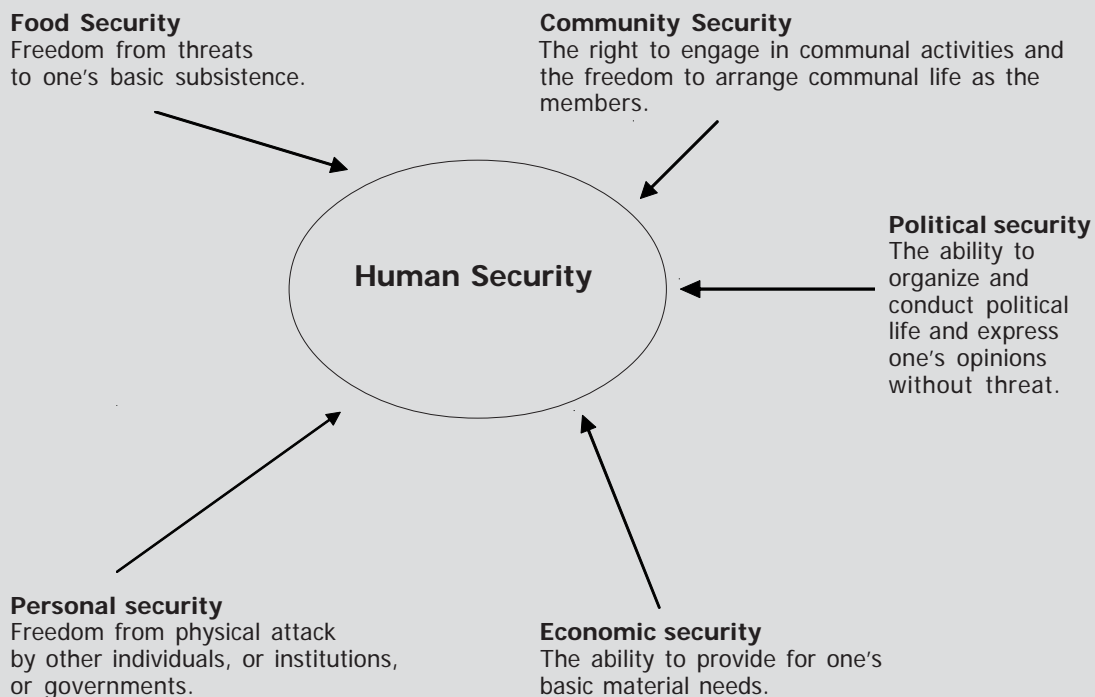 Food Security
Freedom from threats
to one's basic subsistence.
Community Security
The right to engage in communal activities and
the freedom to arrange communal life as the
members.
Human Security
Political security
The ability to
organize and
conduct political
life and express
one's opinions
without threat.
Personal security
Freedom from physical attack
by other individuals, or institutions,
or governments.
Economic security
The ability to provide for one's
basic material needs.